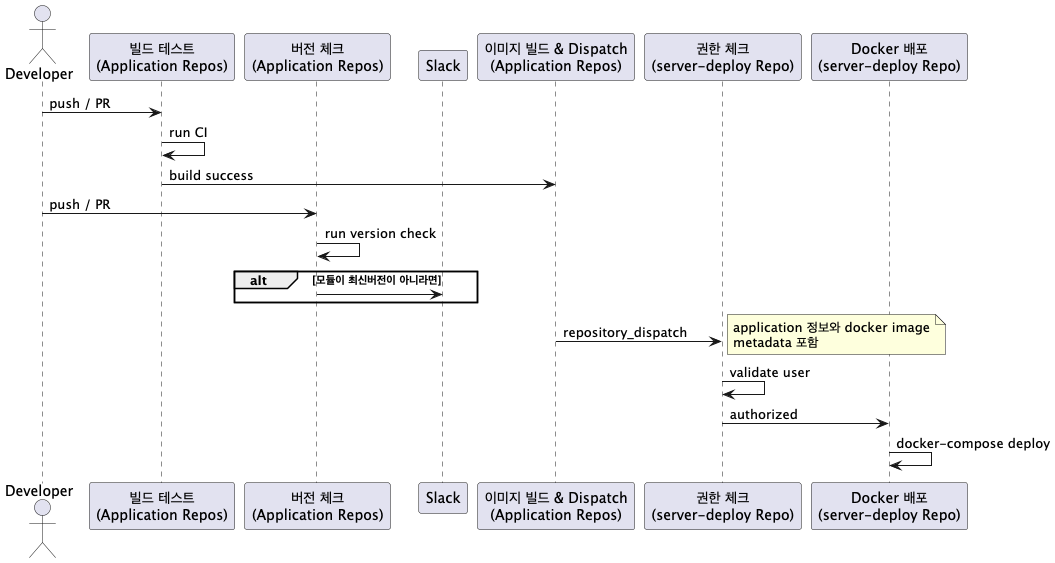 Developer
빌드 테스트
(Application Repos)
버전 체크
(Application Repos)
Slack
이미지 빌드 & Dispatch
(Application Repos)
권한 체크
(server-deploy Repo)
Docker 배포
(server-deploy Repo)
push / PR
run CI
build success
push / PR
run version check
alt
[모듈이 최신버전이 아니라면]
repository_dispatch
application 정보와 docker image
metadata 포함
validate user
authorized
docker-compose deploy
Developer
빌드 테스트
(Application Repos)
버전 체크
(Application Repos)
Slack
이미지 빌드 & Dispatch
(Application Repos)
권한 체크
(server-deploy Repo)
Docker 배포
(server-deploy Repo)